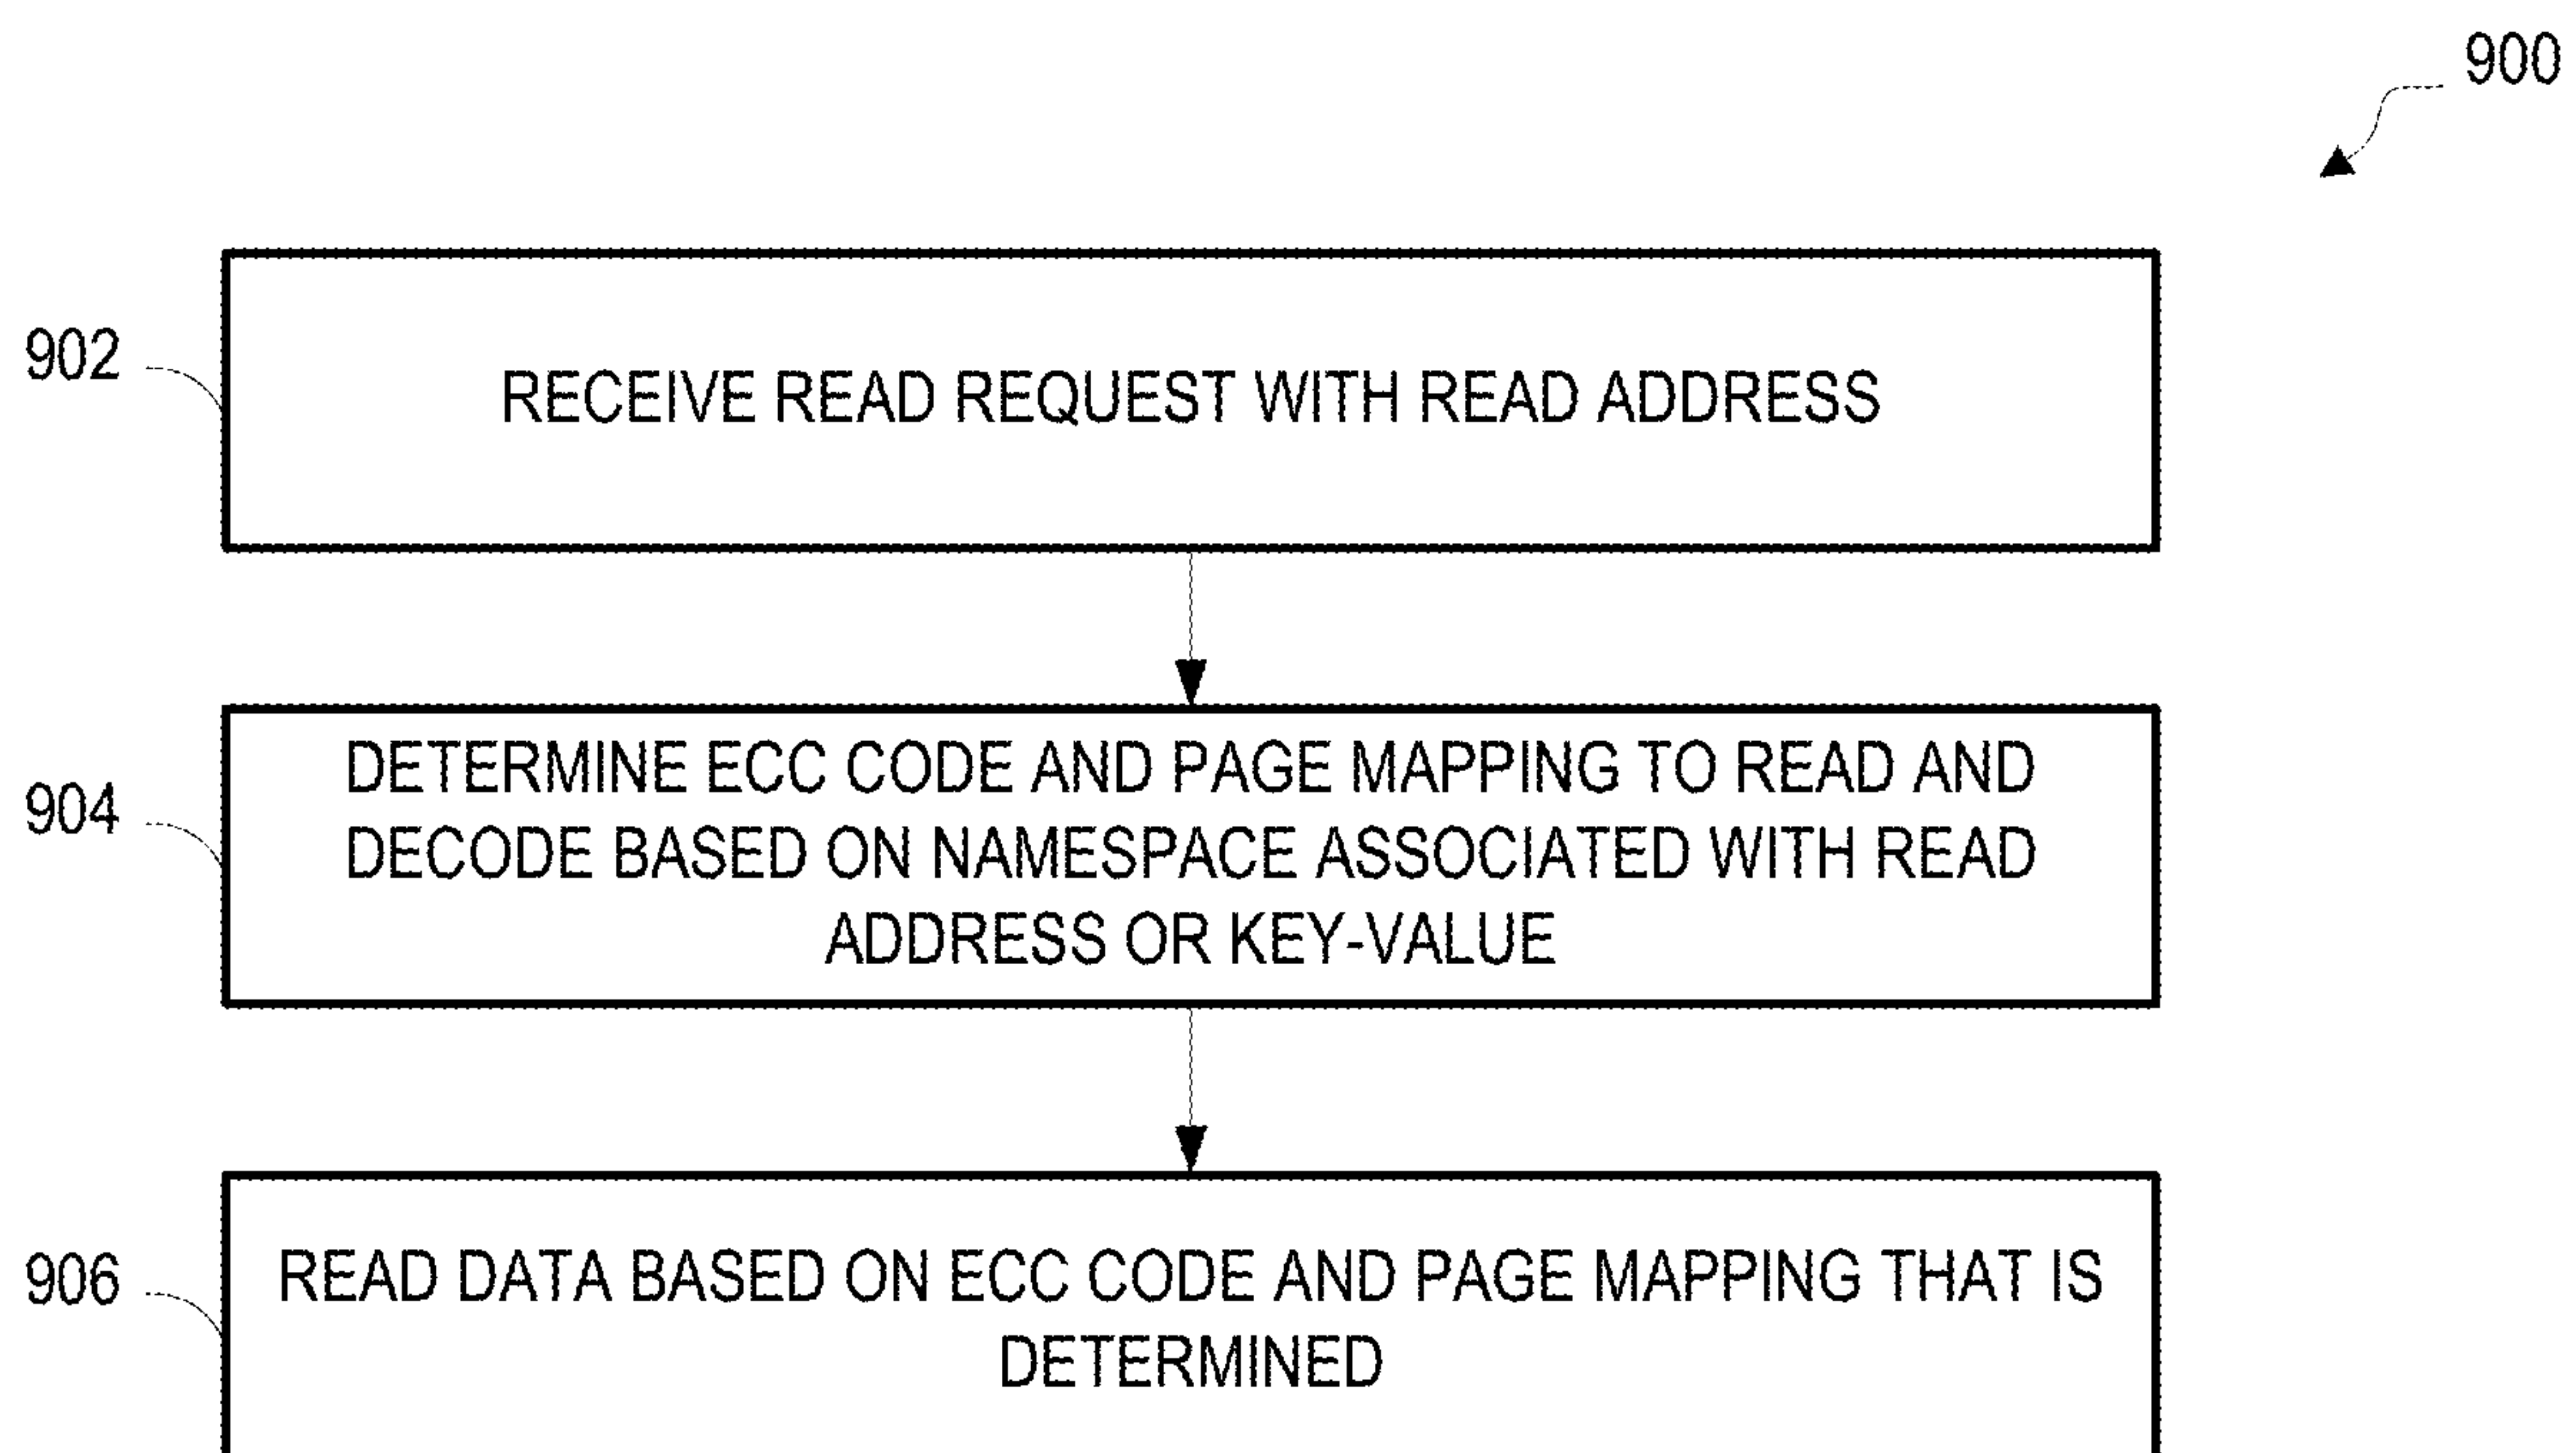 900
902
RECEIVE READ REQUEST WITH READ ADDRESS
904
DETERMINE ECC CODE AND PAGE MAPPING TO READ AND
DECODE BASED ON NAMESPACE ASSOCIATED WITH READ
ADDRESS OR KEY-VALUE
906
READ DATA BASED ON ECC CODE AND PAGE MAPPING THAT IS
DETERMINED